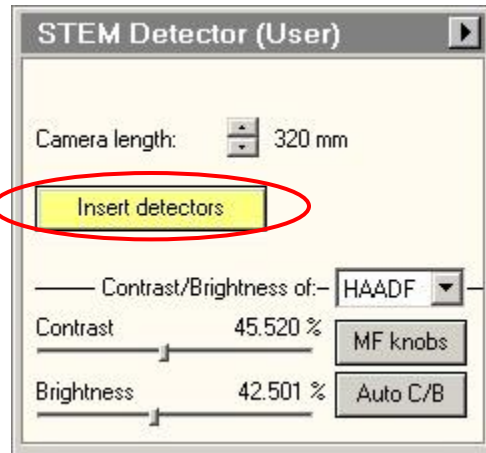 STEM Detector (User)
Camera length: 320 mm
Insert detectors
Contrast/Brightness of: HAADF
Contrast 45.520 % MF knobs
Brightness 42.501 % Auto C/B